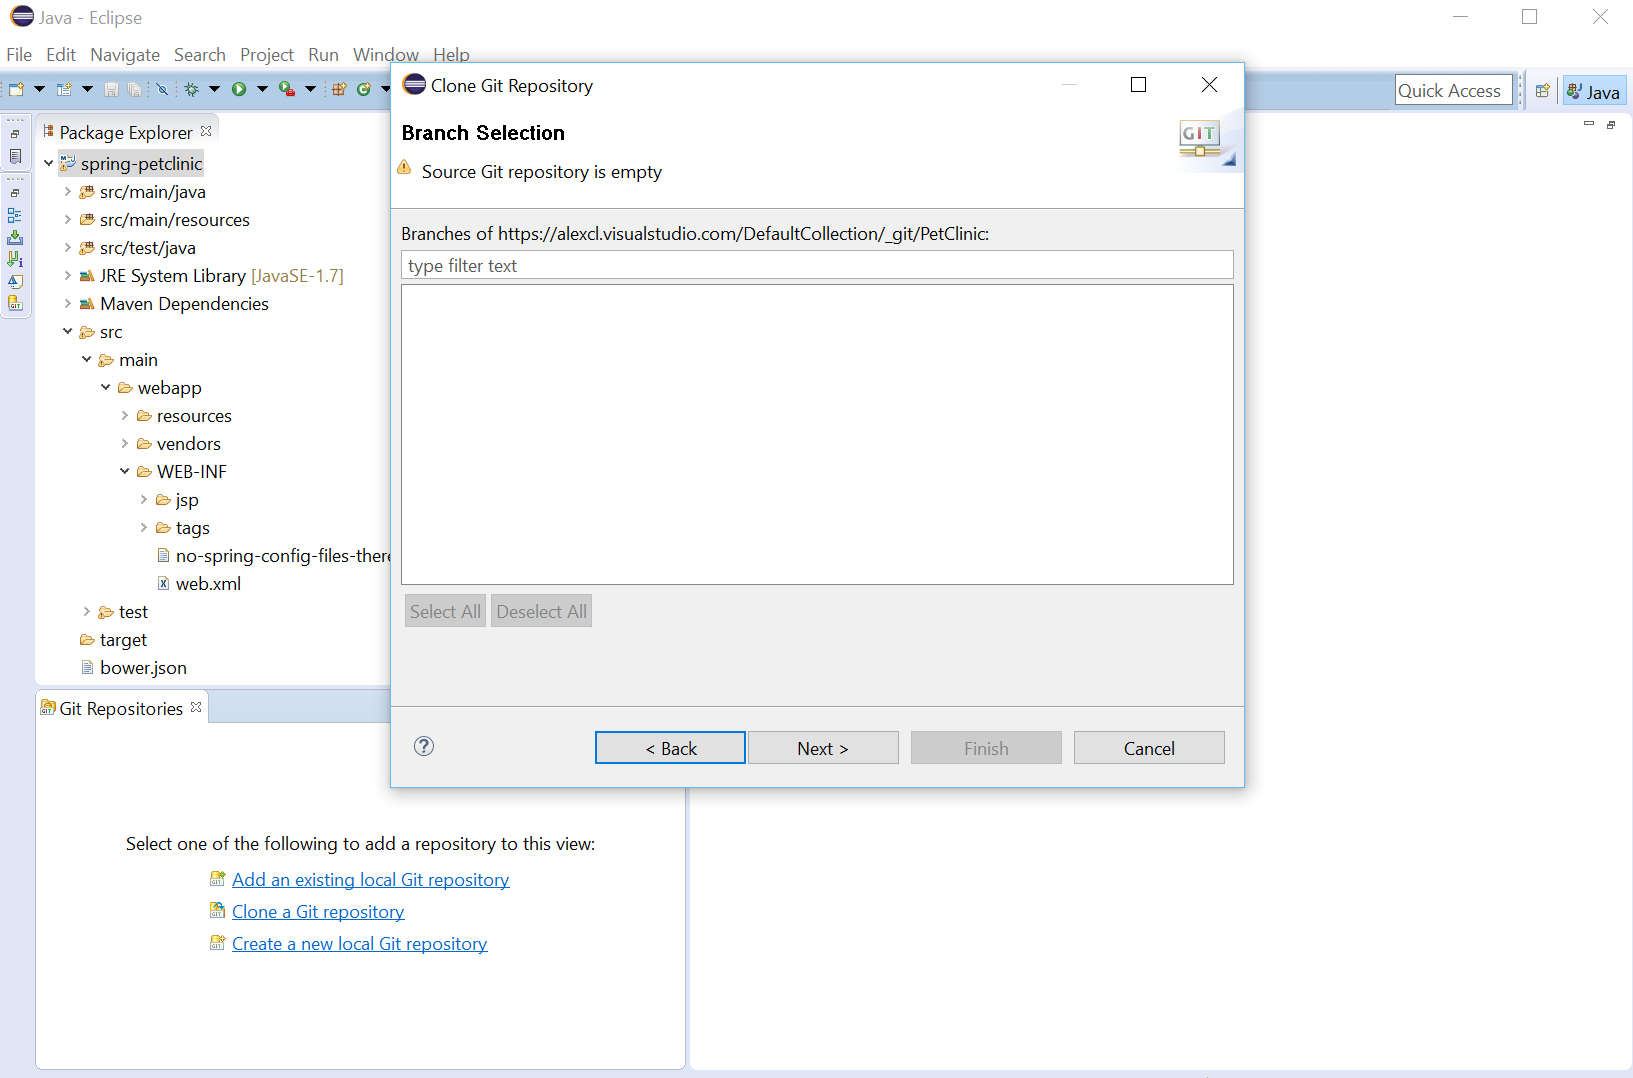 Java - Eclipse
File Edit Navigate Search Project Run Window Help
Quick Access
Java
Package Explorer
spring-petclinic
src/main/java
src/main/resources
src/test/java
JRE System Library [JavaSE-1.7]
Maven Dependencies
src
main
webapp
resources
vendors
WEB-INF
jsp
tags
no-spring-config-files-there
web.xml
test
target
bower.json
Clone Git Repository
Branch Selection
GIT
Source Git repository is empty
Branches of https://alexcl.visualstudio.com/DefaultCollection/_git/PetClinic:
type filter text
Select All Deselect All
< Back Next > Finish Cancel
Git Repositories
Select one of the following to add a repository to this view:
Add an existing local Git repository
Clone a Git repository
Create a new local Git repository